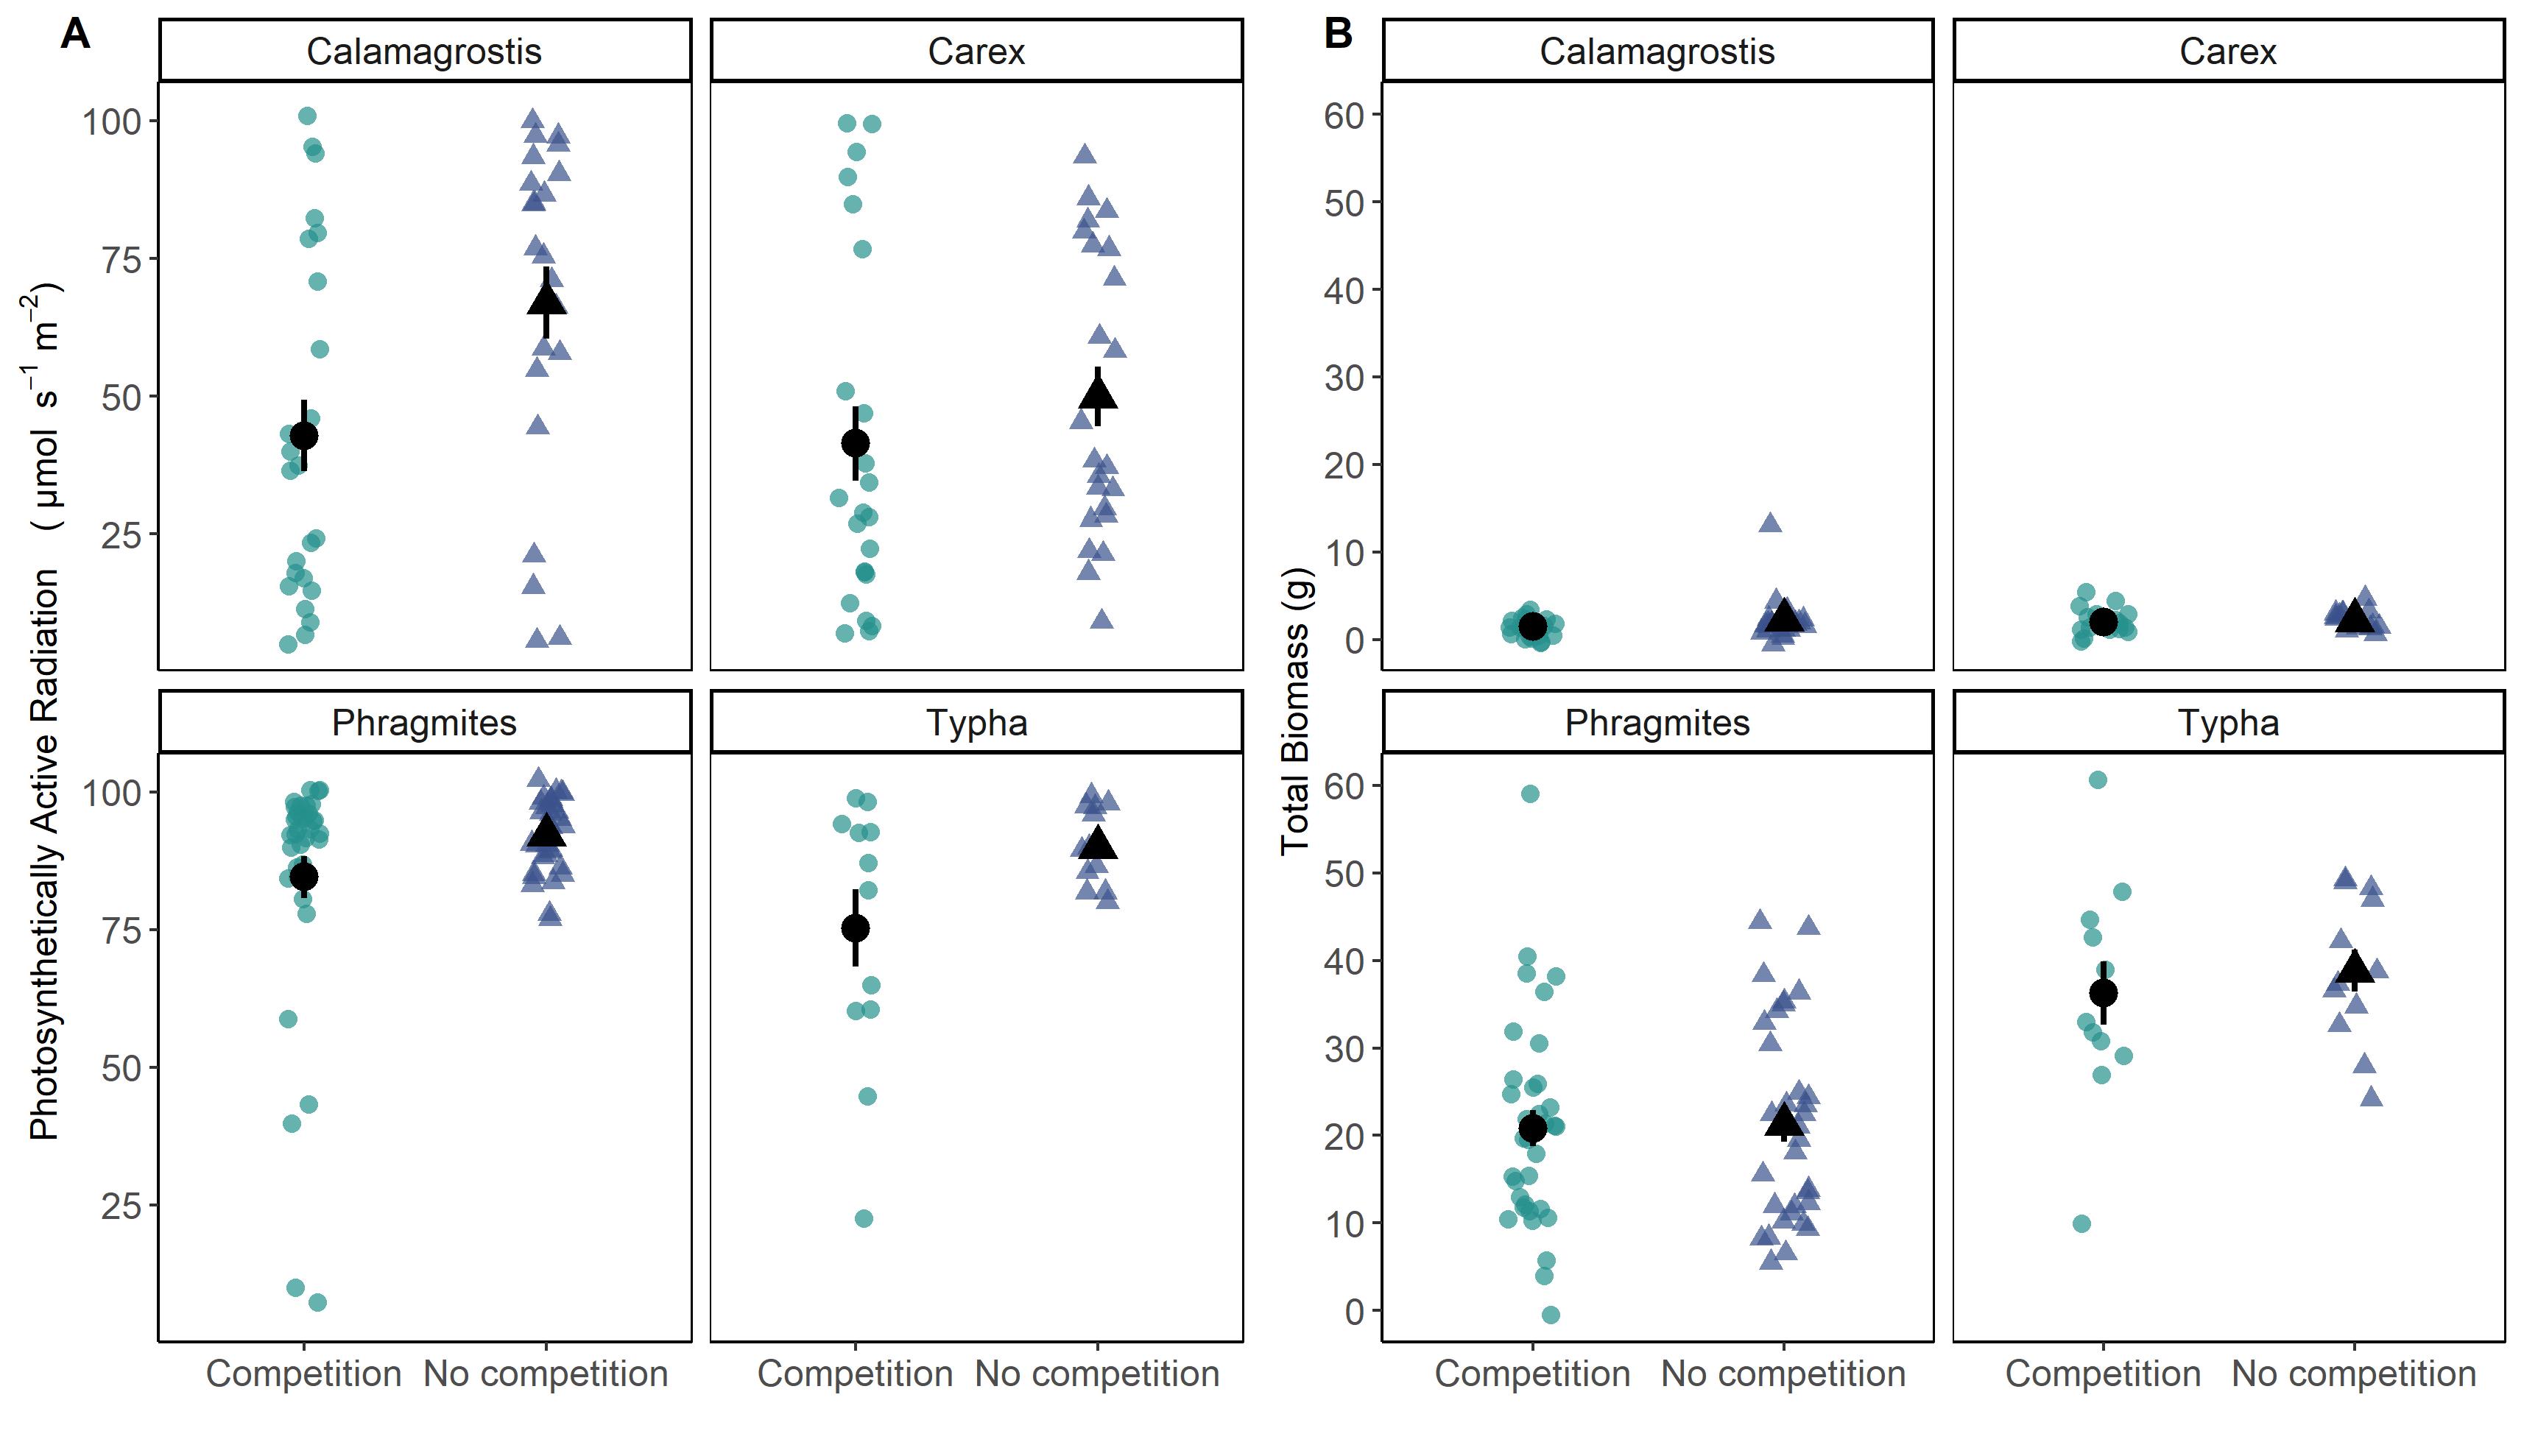 A
Calamagrostis
Carex
100
75
50
25
Phragmites
Typha
100
75
50
25
Competition
No competition
Competition
No competition
Photosynthetically Active Radiation ( µmol s−1 m−2)
B
Calamagrostis
Carex
60
50
40
30
20
10
0
Phragmites
Typha
60
50
40
30
20
10
0
Competition
No competition
Competition
No competition
Total Biomass (g)